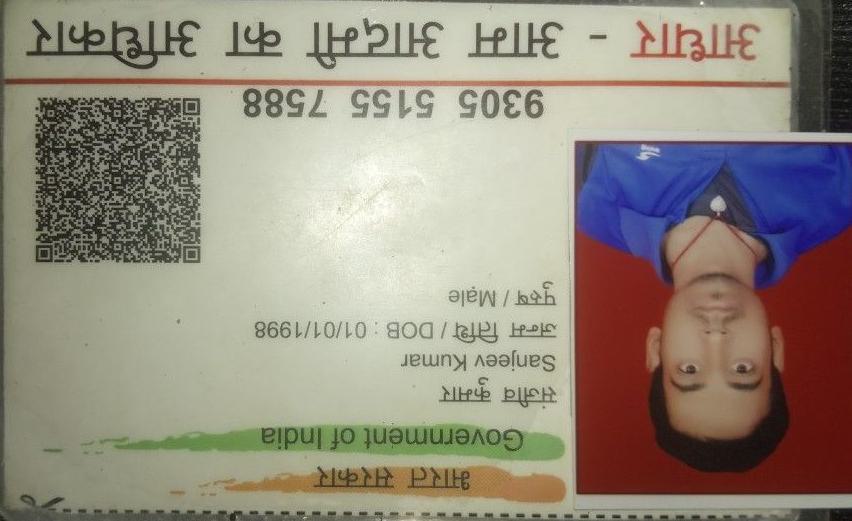 भारत सरकार
Government of India
संजीव कुमार
Sanjeev Kumar
जन्म तिथि / DOB : 01/01/1998
पुरुष / Male
9305 5155 7588
आधार - आम आदमी का अधिकार